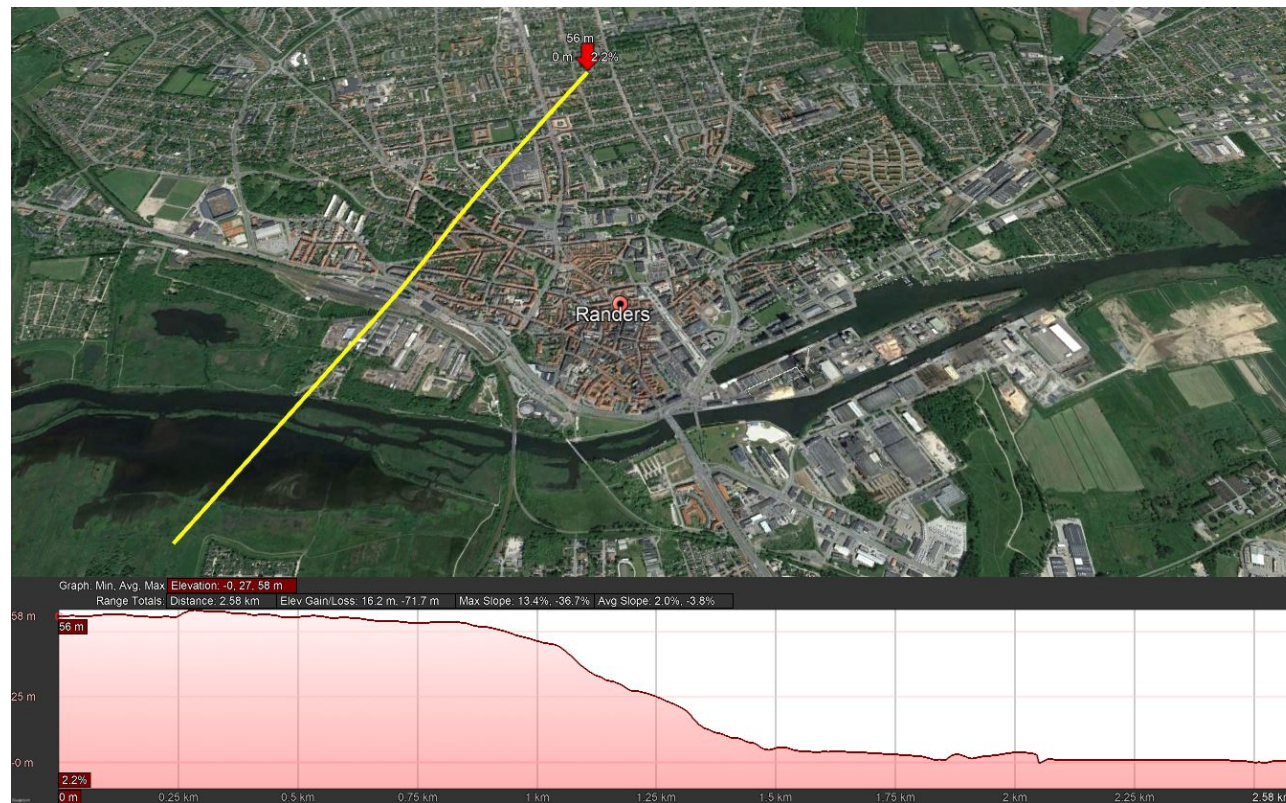 56 m
0 m 2.2%
Randers
Graph: Min, Avg, Max Elevation: -0, 27, 58 m
Range Totals: Distance: 2.58 km Elev Gain/Loss: 16.2 m, -71.7 m Max Slope: 13.4%, -36.7% Avg Slope: 2.0%, -3.8%
58 m
56 m
25 m
-0 m
2.2%
0 m 0.25 km 0.5 km 0.75 km 1 km 1.25 km 1.5 km 1.75 km 2 km 2.25 km 2.58 km